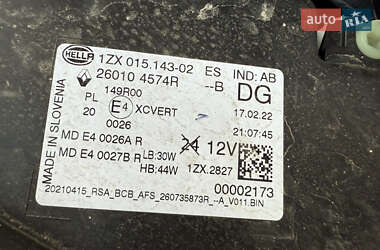 AUTO RIA.com
HELLA
1ZX 015.143-02 ES IND: AB
26010 4574R --B DG
149R00
PL E4 XCVERT 17.02.22
20
0026 21:07:45
MD E4 0026A R 24 12V
MD E4 0027B R LB:30W 1ZX.2827
HB:44W 00002173
20210415_RSA_BCB_AFS_260735873R_--A_V011.BIN
MADE IN SLOVENIA